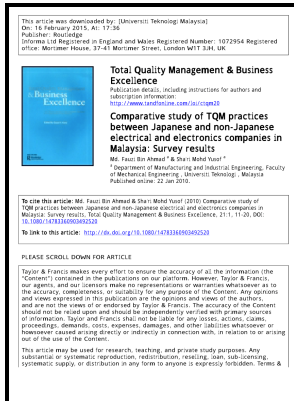 This article was downloaded by: [Universiti Teknologi Malaysia]
On: 16 February 2015, At: 17:36
Publisher: Routledge
Informa Ltd Registered in England and Wales Registered Number: 1072954 Registered
office: Mortimer House, 37-41 Mortimer Street, London W1T 3JH, UK
Business
Excellence
Total Quality Management & Business
Excellence
Publication details, including instructions for authors and
subscription information:
http://www.tandfonline.com/loi/ctqm20
Comparative study of TQM practices
between Japanese and non-Japanese
electrical and electronics companies in
Malaysia: Survey results
Md. Fauzi Bin Ahmad a & Sha'ri Mohd Yusof a
a Department of Manufacturing and Industrial Engineering, Faculty
of Mechanical Engineering , Universiti Teknologi , Malaysia
Published online: 22 Jan 2010.
To cite this article: Md. Fauzi Bin Ahmad & Sha'ri Mohd Yusof (2010) Comparative study of
TQM practices between Japanese and non-Japanese electrical and electronics companies in
Malaysia: Survey results, Total Quality Management & Business Excellence, 21:1, 11-20, DOI:
10.1080/14783360903492520
To link to this article: http://dx.doi.org/10.1080/14783360903492520
PLEASE SCROLL DOWN FOR ARTICLE
Taylor & Francis makes every effort to ensure the accuracy of all the information (the
"Content") contained in the publications on our platform. However, Taylor & Francis,
our agents, and our licensors make no representations or warranties whatsoever as to
the accuracy, completeness, or suitability for any purpose of the Content. Any opinions
and views expressed in this publication are the opinions and views of the authors,
and are not the views of or endorsed by Taylor & Francis. The accuracy of the Content
should not be relied upon and should be independently verified with primary sources
of information. Taylor and Francis shall not be liable for any losses, actions, claims,
proceedings, demands, costs, expenses, damages, and other liabilities whatsoever or
howsoever caused arising directly or indirectly in connection with, in relation to or arising
out of the use of the Content.
This article may be used for research, teaching, and private study purposes. Any
substantial or systematic reproduction, redistribution, reselling, loan, sub-licensing,
systematic supply, or distribution in any form to anyone is expressly forbidden. Terms &